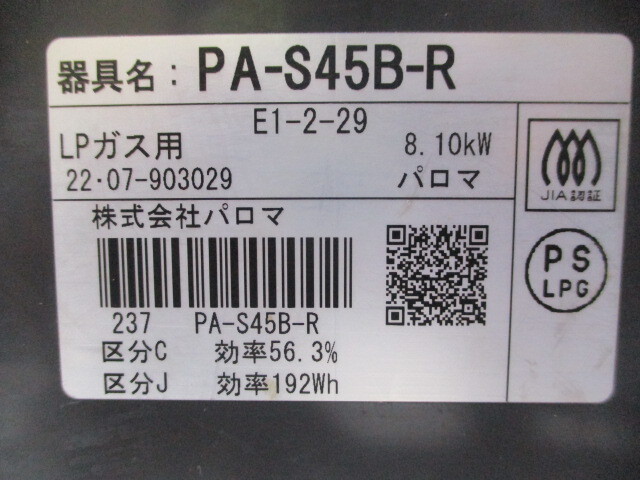 器具名：PA-S45B-R
E1-2-29
LPガス用 8.10kW
22・07-903029 パロマ
JIA認証
株式会社パロマ
PS
LPG
237 PA-S45B-R
区分C 効率56.3%
区分J 効率192Wh